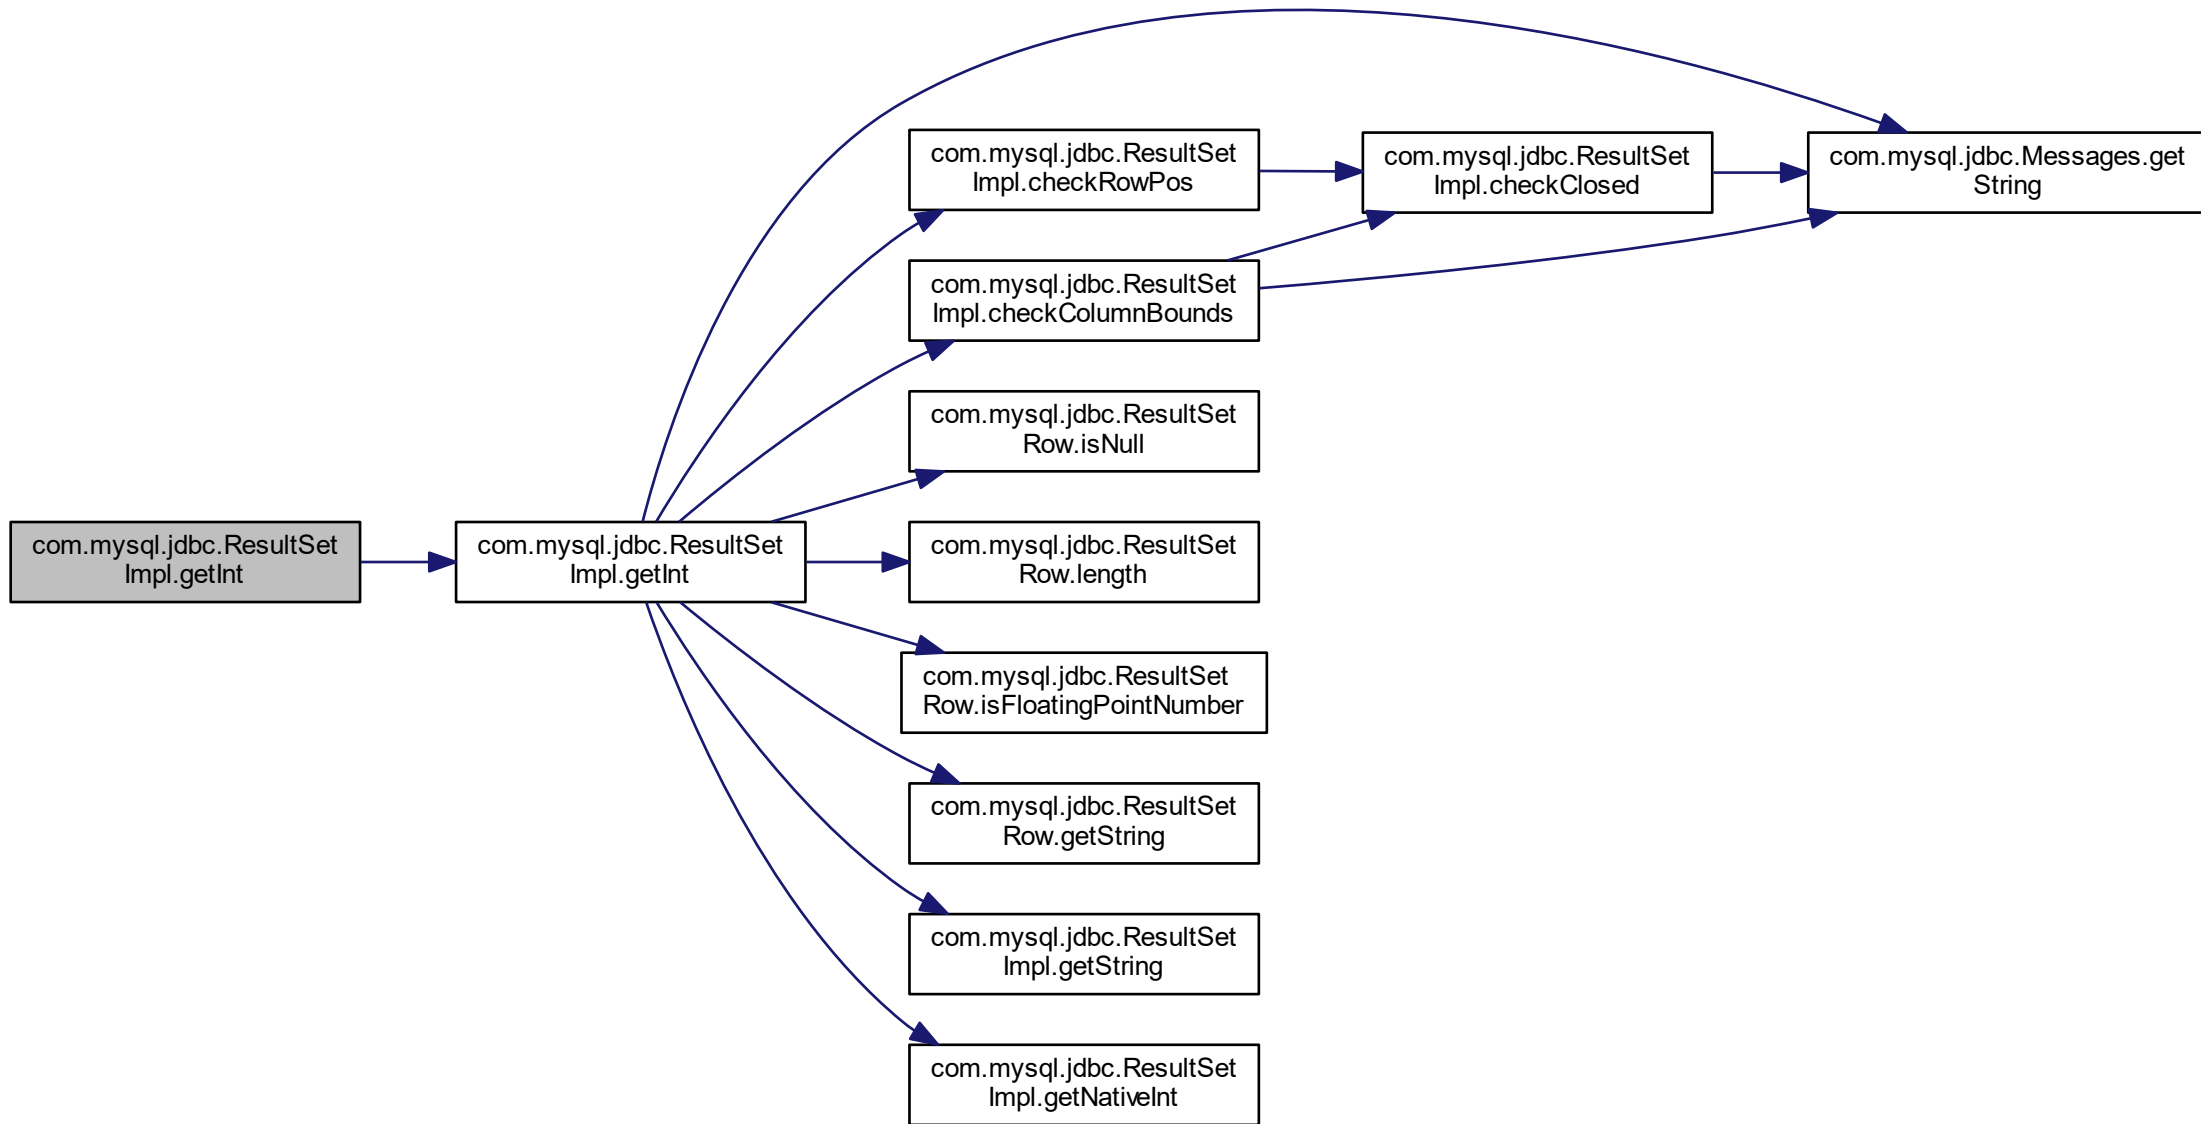 com.mysql.jdbc.ResultSet
Impl.getInt
com.mysql.jdbc.ResultSet
Impl.getInt
com.mysql.jdbc.ResultSet
Impl.checkRowPos
com.mysql.jdbc.ResultSet
Impl.checkClosed
com.mysql.jdbc.Messages.get
String
com.mysql.jdbc.ResultSet
Impl.checkColumnBounds
com.mysql.jdbc.ResultSet
Row.isNull
com.mysql.jdbc.ResultSet
Row.length
com.mysql.jdbc.ResultSet
Row.isFloatingPointNumber
com.mysql.jdbc.ResultSet
Row.getString
com.mysql.jdbc.ResultSet
Impl.getString
com.mysql.jdbc.ResultSet
Impl.getNativeInt